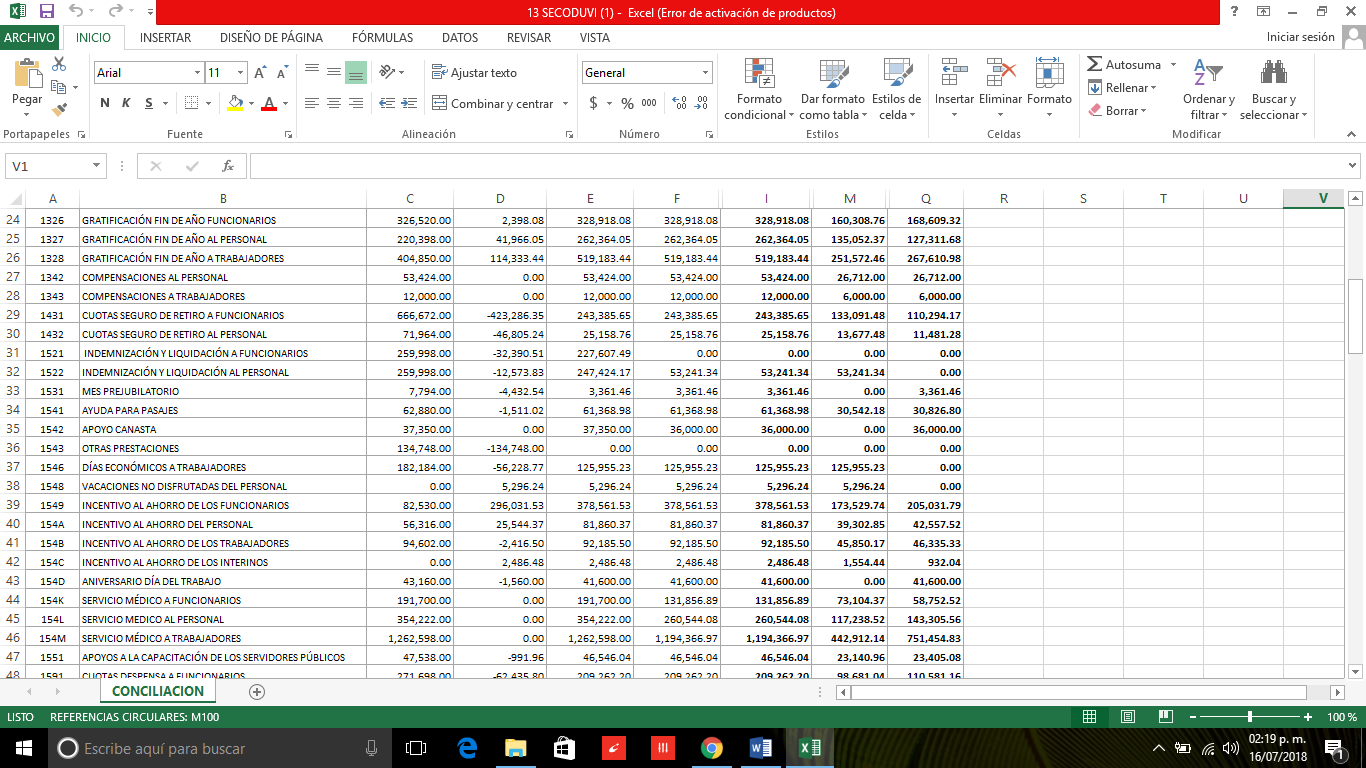 13 SECODUVI (1) - Excel (Error de activación de productos)
ARCHIVO INICIO INSERTAR DISEÑO DE PÁGINA FÓRMULAS DATOS REVISAR VISTA Iniciar sesión
Pegar Arial 11 Ajustar texto General Formato condicional Dar formato como tabla Estilos de celda Insertar Eliminar Formato Autosuma Rellenar Borrar Ordenar y filtrar Buscar y seleccionar
N K S Combinar y centrar $ % 000
Portapapeles Fuente Alineación Número Estilos Celdas Modificar
V1 fx
A B C D E F I M Q R S T U V
24 1326 GRATIFICACIÓN FIN DE AÑO FUNCIONARIOS 326,520.00 2,398.08 328,918.08 328,918.08 328,918.08 160,308.76 168,609.32
25 1327 GRATIFICACIÓN FIN DE AÑO AL PERSONAL 220,398.00 41,966.05 262,364.05 262,364.05 262,364.05 135,052.37 127,311.68
26 1328 GRATIFICACIÓN FIN DE AÑO A TRABAJADORES 404,850.00 114,333.44 519,183.44 519,183.44 519,183.44 251,572.46 267,610.98
27 1342 COMPENSACIONES AL PERSONAL 53,424.00 0.00 53,424.00 53,424.00 53,424.00 26,712.00 26,712.00
28 1343 COMPENSACIONES A TRABAJADORES 12,000.00 0.00 12,000.00 12,000.00 12,000.00 6,000.00 6,000.00
29 1431 CUOTAS SEGURO DE RETIRO A FUNCIONARIOS 666,672.00 -423,286.35 243,385.65 243,385.65 243,385.65 133,091.48 110,294.17
30 1432 CUOTAS SEGURO DE RETIRO AL PERSONAL 71,964.00 -46,805.24 25,158.76 25,158.76 25,158.76 13,677.48 11,481.28
31 1521 INDEMNIZACIÓN Y LIQUIDACIÓN A FUNCIONARIOS 259,998.00 -32,390.51 227,607.49 0.00 0.00 0.00 0.00
32 1522 INDEMNIZACIÓN Y LIQUIDACIÓN AL PERSONAL 259,998.00 -12,573.83 247,424.17 53,241.34 53,241.34 53,241.34 0.00
33 1531 MES PREJUBILATORIO 7,794.00 -4,432.54 3,361.46 3,361.46 3,361.46 0.00 3,361.46
34 1541 AYUDA PARA PASAJES 62,880.00 -1,511.02 61,368.98 61,368.98 61,368.98 30,542.18 30,826.80
35 1542 APOYO CANASTA 37,350.00 0.00 37,350.00 36,000.00 36,000.00 0.00 36,000.00
36 1543 OTRAS PRESTACIONES 134,748.00 -134,748.00 0.00 0.00 0.00 0.00 0.00
37 1546 DÍAS ECONÓMICOS A TRABAJADORES 182,184.00 -56,228.77 125,955.23 125,955.23 125,955.23 125,955.23 0.00
38 1548 VACACIONES NO DISFRUTADAS DEL PERSONAL 0.00 5,296.24 5,296.24 5,296.24 5,296.24 5,296.24 0.00
39 1549 INCENTIVO AL AHORRO DE LOS FUNCIONARIOS 82,530.00 296,031.53 378,561.53 378,561.53 378,561.53 173,529.74 205,031.79
40 154A INCENTIVO AL AHORRO DEL PERSONAL 56,316.00 25,544.37 81,860.37 81,860.37 81,860.37 39,302.85 42,557.52
41 154B INCENTIVO AL AHORRO DE LOS TRABAJADORES 94,602.00 -2,416.50 92,185.50 92,185.50 92,185.50 45,850.17 46,335.33
42 154C INCENTIVO AL AHORRO DE LOS INTERINOS 0.00 2,486.48 2,486.48 2,486.48 2,486.48 1,554.44 932.04
43 154D ANIVERSARIO DÍA DEL TRABAJO 43,160.00 -1,560.00 41,600.00 41,600.00 41,600.00 0.00 41,600.00
44 154K SERVICIO MÉDICO A FUNCIONARIOS 191,700.00 0.00 191,700.00 131,856.89 131,856.89 73,104.37 58,752.52
45 154L SERVICIO MEDICO AL PERSONAL 354,222.00 0.00 354,222.00 260,544.08 260,544.08 117,238.52 143,305.56
46 154M SERVICIO MÉDICO A TRABAJADORES 1,262,598.00 0.00 1,262,598.00 1,194,366.97 1,194,366.97 442,912.14 751,454.83
47 1551 APOYOS A LA CAPACITACIÓN DE LOS SERVIDORES PÚBLICOS 47,538.00 -991.96 46,546.04 46,546.04 46,546.04 23,140.96 23,405.08
48 1591 CUOTAS DESPENSA A FUNCIONARIOS 271,698.00 -62,435.80 209,262.20 209,262.20 209,262.20 98,681.04 110,581.16
CONCILIACION
LISTO REFERENCIAS CIRCULARES: M100 100 %
Escribe aquí para buscar 02:19 p. m.
16/07/2018 1